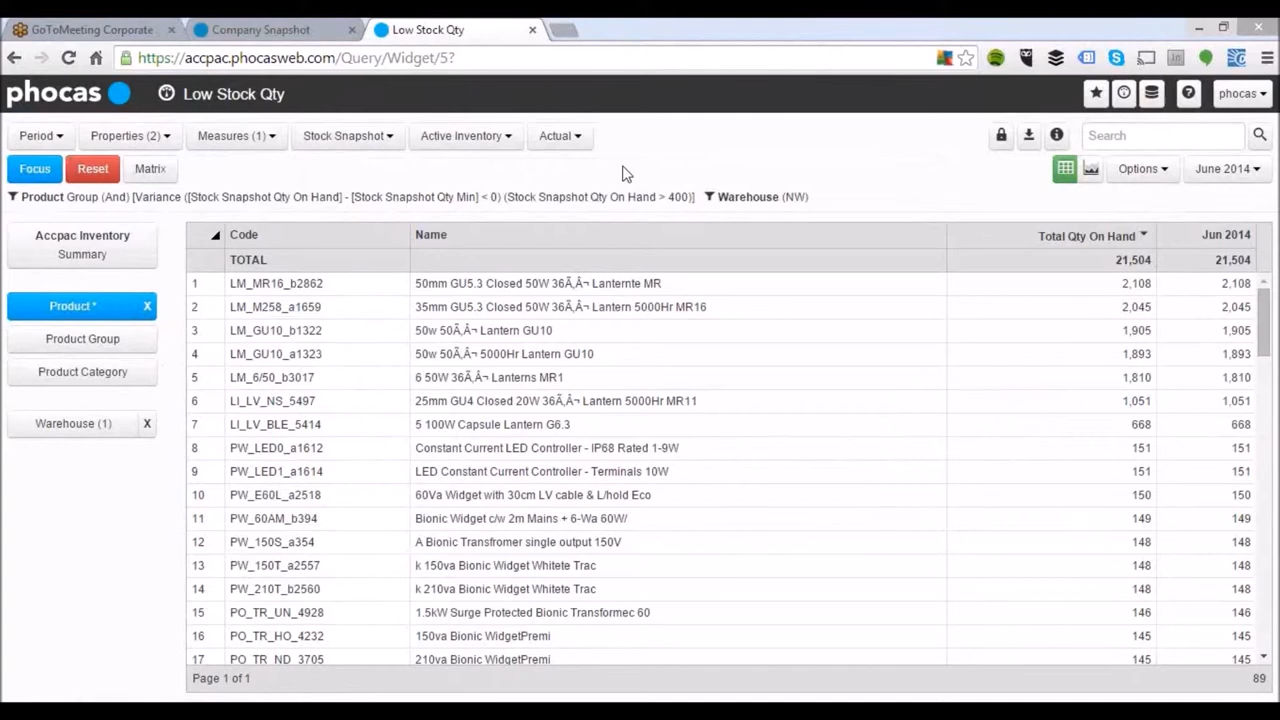 GoToMeeting Corporate x Company Snapshot x Low Stock Qty x
https://accpac.phocasweb.com/Query/Widget/5?
phocas Low Stock Qty phocas
Period Properties (2) Measures (1) Stock Snapshot Active Inventory Actual Search
Focus Reset Matrix Options June 2014
Product Group (And) [Variance ([Stock Snapshot Qty On Hand] - [Stock Snapshot Qty Min] < 0) (Stock Snapshot Qty On Hand > 400)] Warehouse (NW)
Accpac Inventory
Summary
Product * X
Product Group
Product Category
Warehouse (1) X
Code Name Total Qty On Hand Jun 2014
TOTAL 21,504 21,504
1 LM_MR16_b2862 50mm GU5.3 Closed 50W 36Ã‚Â¬ Lanternte MR 2,108 2,108
2 LM_M258_a1659 35mm GU5.3 Closed 50W 36Ã‚Â¬ Lantern 5000Hr MR16 2,045 2,045
3 LM_GU10_b1322 50w 50Ã‚Â¬ Lantern GU10 1,905 1,905
4 LM_GU10_a1323 50w 50Ã‚Â¬ 5000Hr Lantern GU10 1,893 1,893
5 LM_6/50_b3017 6 50W 36Ã‚Â¬ Lanterns MR1 1,810 1,810
6 LI_LV_NS_5497 25mm GU4 Closed 20W 36Ã‚Â¬ Lantern 5000Hr MR11 1,051 1,051
7 LI_LV_BLE_5414 5 100W Capsule Lantern G6.3 668 668
8 PW_LED0_a1612 Constant Current LED Controller - IP68 Rated 1-9W 151 151
9 PW_LED1_a1614 LED Constant Current Controller - Terminals 10W 151 151
10 PW_E60L_a2518 60Va Widget with 30cm LV cable & L/hold Eco 150 150
11 PW_60AM_b394 Bionic Widget c/w 2m Mains + 6-Wa 60W/ 149 149
12 PW_150S_a354 A Bionic Transfromer single output 150V 148 148
13 PW_150T_a2557 k 150va Bionic Widget Whitete Trac 148 148
14 PW_210T_b2560 k 210va Bionic Widget Whitete Trac 148 148
15 PO_TR_UN_4928 1.5kW Surge Protected Bionic Transformec 60 146 146
16 PO_TR_HO_4232 150va Bionic WidgetPremi 145 145
17 PO_TR_ND_3705 210va Bionic WidgetPremi 145 145
Page 1 of 1 89